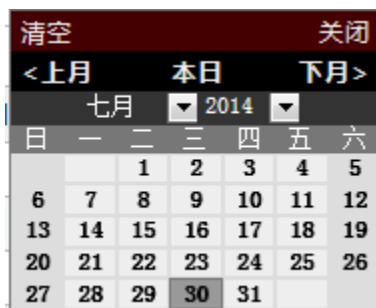 清空 关闭
<上月 本日 下月>
七月 2014
日 一 二 三 四 五 六
1 2 3 4 5
6 7 8 9 10 11 12
13 14 15 16 17 18 19
20 21 22 23 24 25 26
27 28 29 30 31